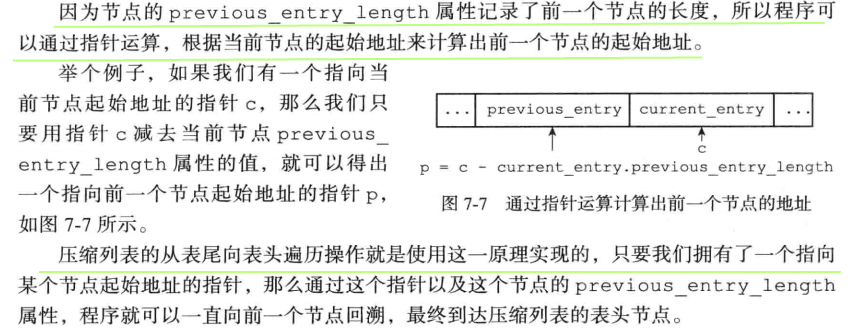 因为节点的 previous_entry_length 属性记录了前一个节点的长度，所以程序可
以通过指针运算，根据当前节点的起始地址来计算出前一个节点的起始地址。
举个例子，如果我们有一个指向当
前节点起始地址的指针 c，那么我们只
要用指针 c 减去当前节点 previous_
entry_length 属性的值，就可以得出
一个指向前一个节点起始地址的指针 p，
如图 7-7 所示。
... previous_entry current_entry ...
c
p = c - current_entry.previous_entry_length
图 7-7 通过指针运算计算出前一个节点的地址
压缩列表的从表尾向表头遍历操作就是使用这一原理实现的，只要我们拥有了一个指向
某个节点起始地址的指针，那么通过这个指针以及这个节点的 previous_entry_length
属性，程序就可以一直向前一个节点回溯，最终到达压缩列表的表头节点。